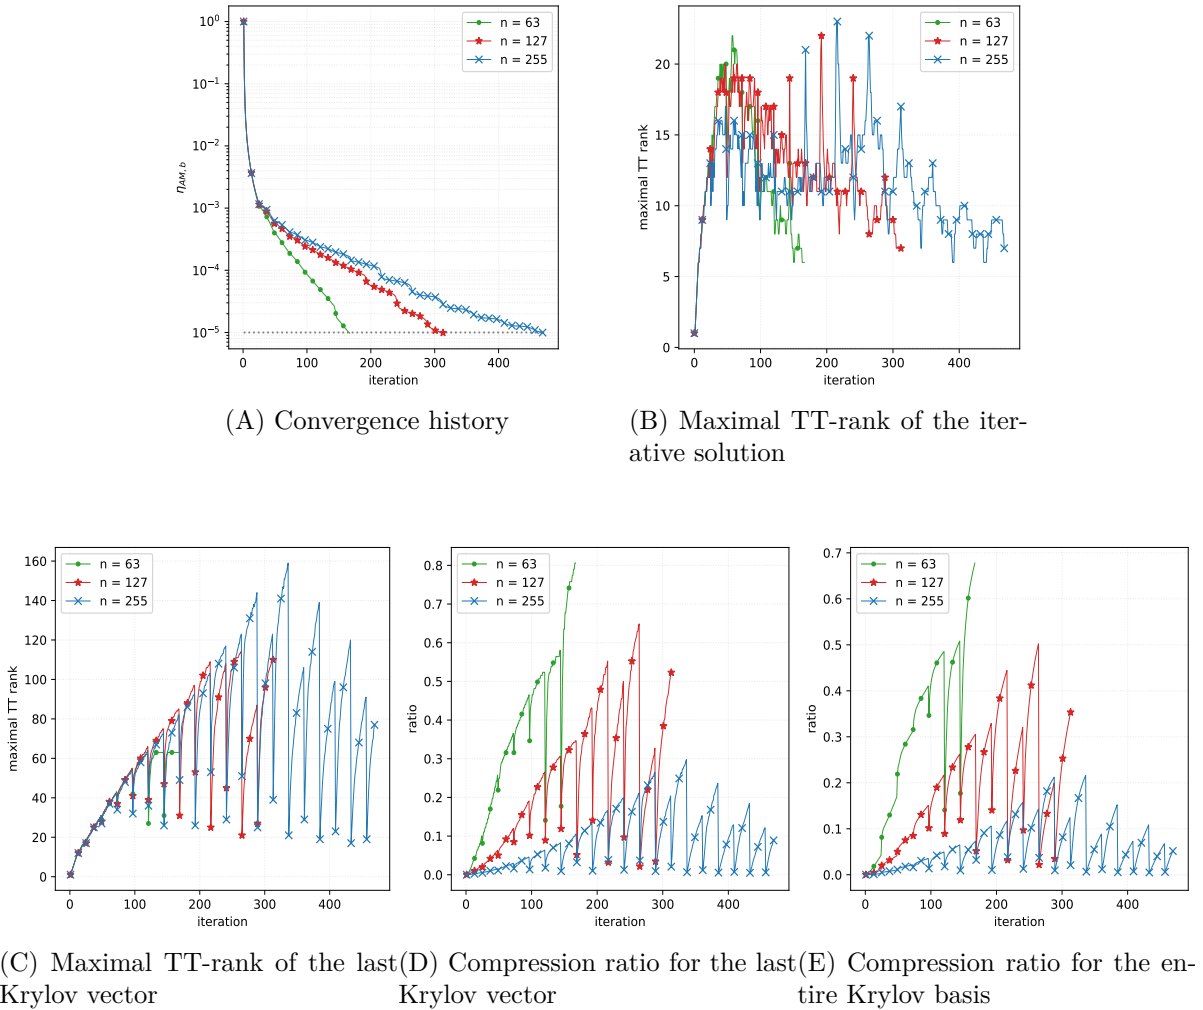 10^0
10^-1
10^-2
10^-3
10^-4
10^-5
η_AM,b
0 100 200 300 400
iteration
n = 63
n = 127
n = 255
(A) Convergence history
20
15
10
5
0
maximal TT rank
0 100 200 300 400
iteration
n = 63
n = 127
n = 255
(B) Maximal TT-rank of the iter-
ative solution
160
140
120
100
80
60
40
20
0
maximal TT rank
0 100 200 300 400
iteration
n = 63
n = 127
n = 255
(C) Maximal TT-rank of the last
Krylov vector
0.8
0.7
0.6
0.5
0.4
0.3
0.2
0.1
0.0
ratio
0 100 200 300 400
iteration
n = 63
n = 127
n = 255
(D) Compression ratio for the last
Krylov vector
0.7
0.6
0.5
0.4
0.3
0.2
0.1
0.0
ratio
0 100 200 300 400
iteration
n = 63
n = 127
n = 255
(E) Compression ratio for the en-
tire Krylov basis